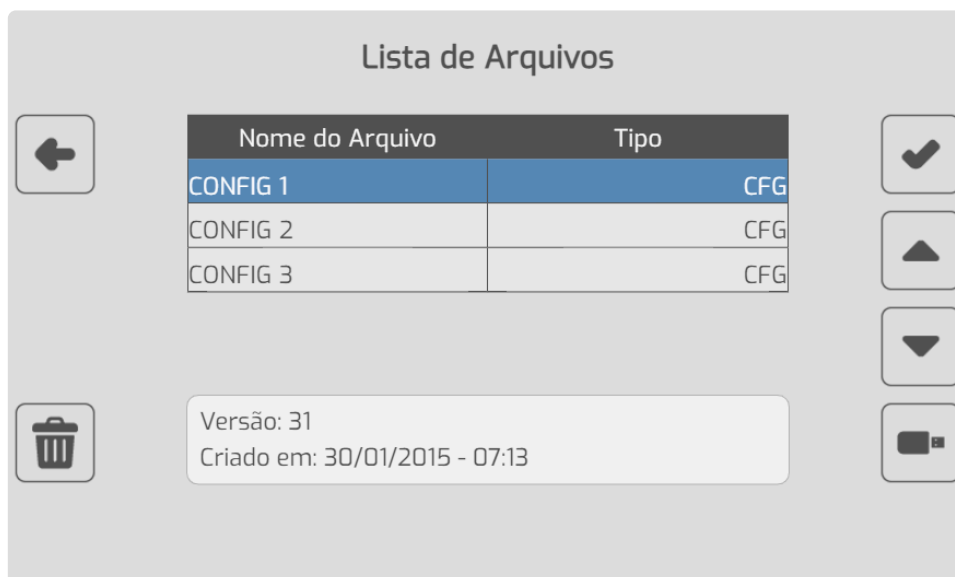 Lista de Arquivos
Nome do Arquivo Tipo
CONFIG 1 CFG
CONFIG 2 CFG
CONFIG 3 CFG
Versão: 31
Criado em: 30/01/2015 - 07:13